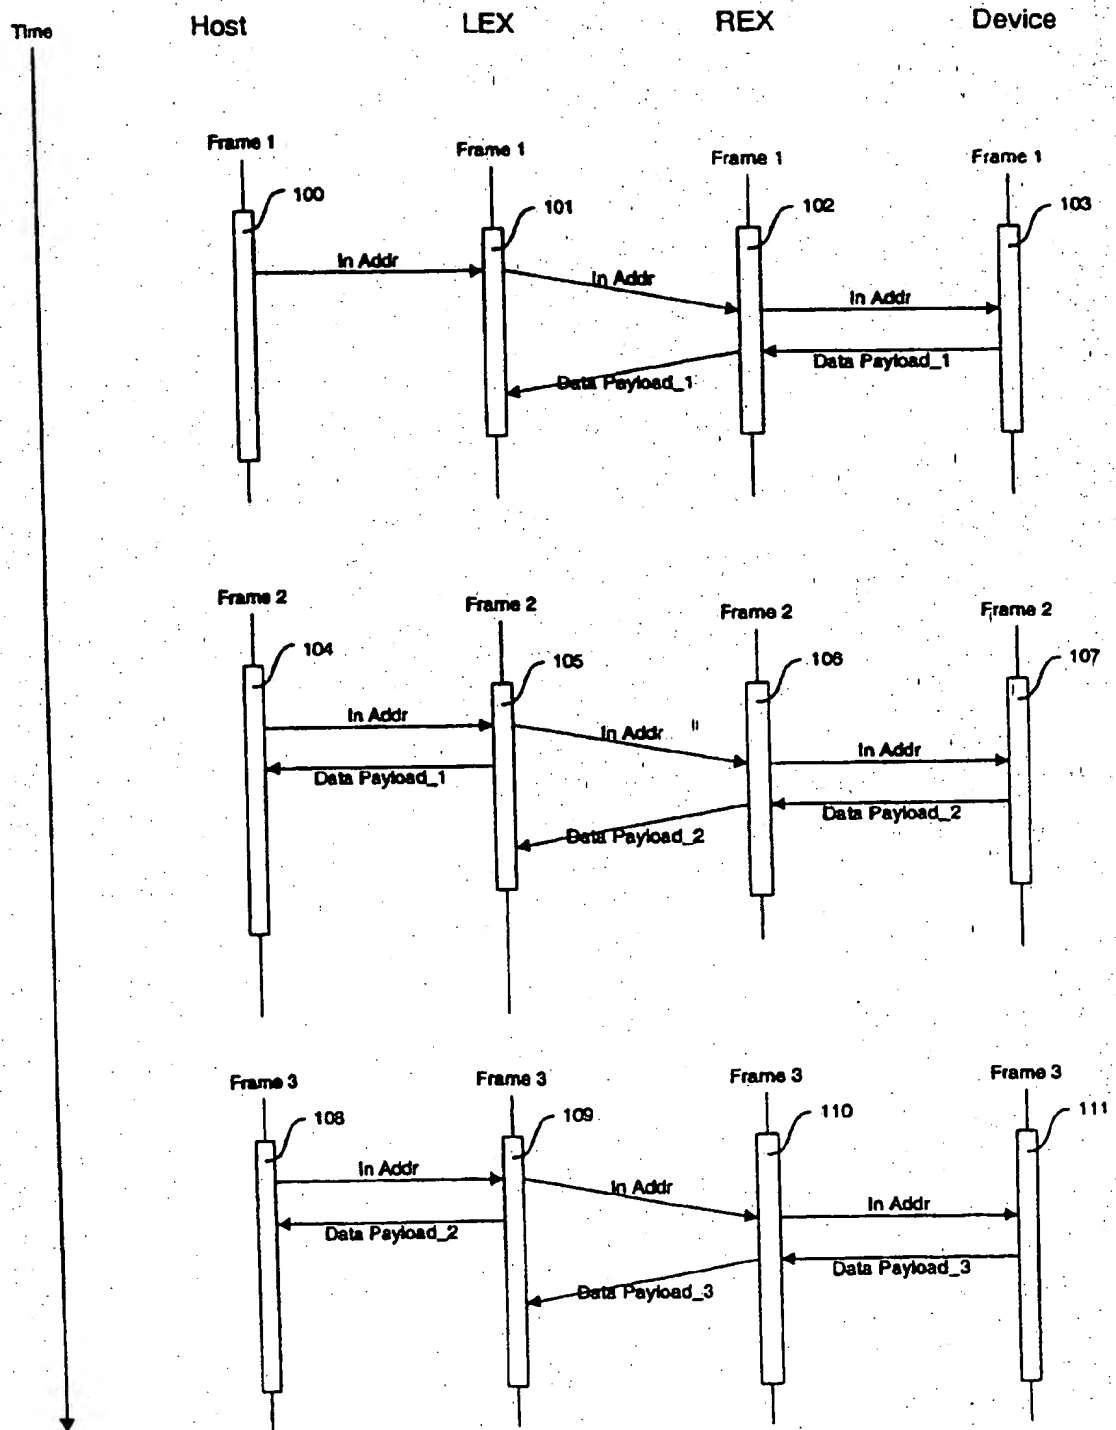 Time Host LEX REX Device
Frame 1 Frame 1 Frame 1 Frame 1
100 101 102 103
In Addr In Addr In Addr
Data Payload_1 Data Payload_1
Frame 2 Frame 2 Frame 2 Frame 2
104 105 106 107
In Addr In Addr In Addr
Data Payload_1 Data Payload_2 Data Payload_2
Frame 3 Frame 3 Frame 3 Frame 3
108 109 110 111
In Addr In Addr In Addr
Data Payload_2 Data Payload_3 Data Payload_3